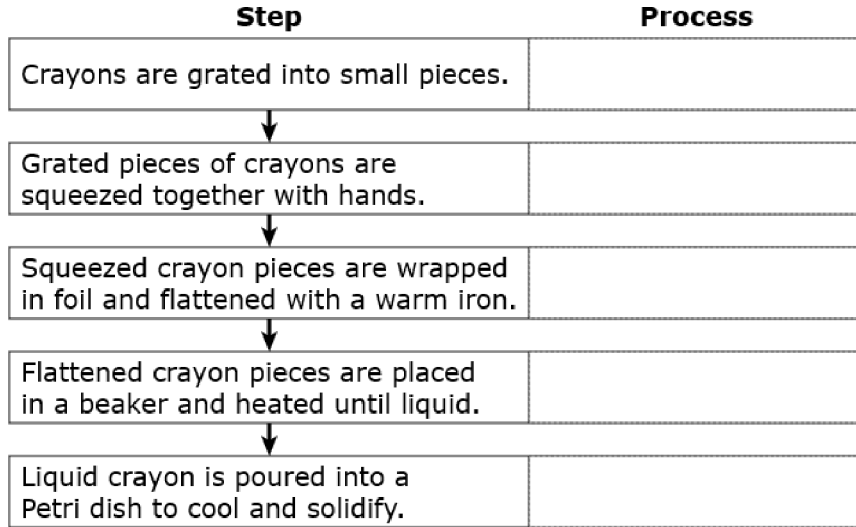 Step Process
Crayons are grated into small pieces.
Grated pieces of crayons are
squeezed together with hands.
Squeezed crayon pieces are wrapped
in foil and flattened with a warm iron.
Flattened crayon pieces are placed
in a beaker and heated until liquid.
Liquid crayon is poured into a
Petri dish to cool and solidify.